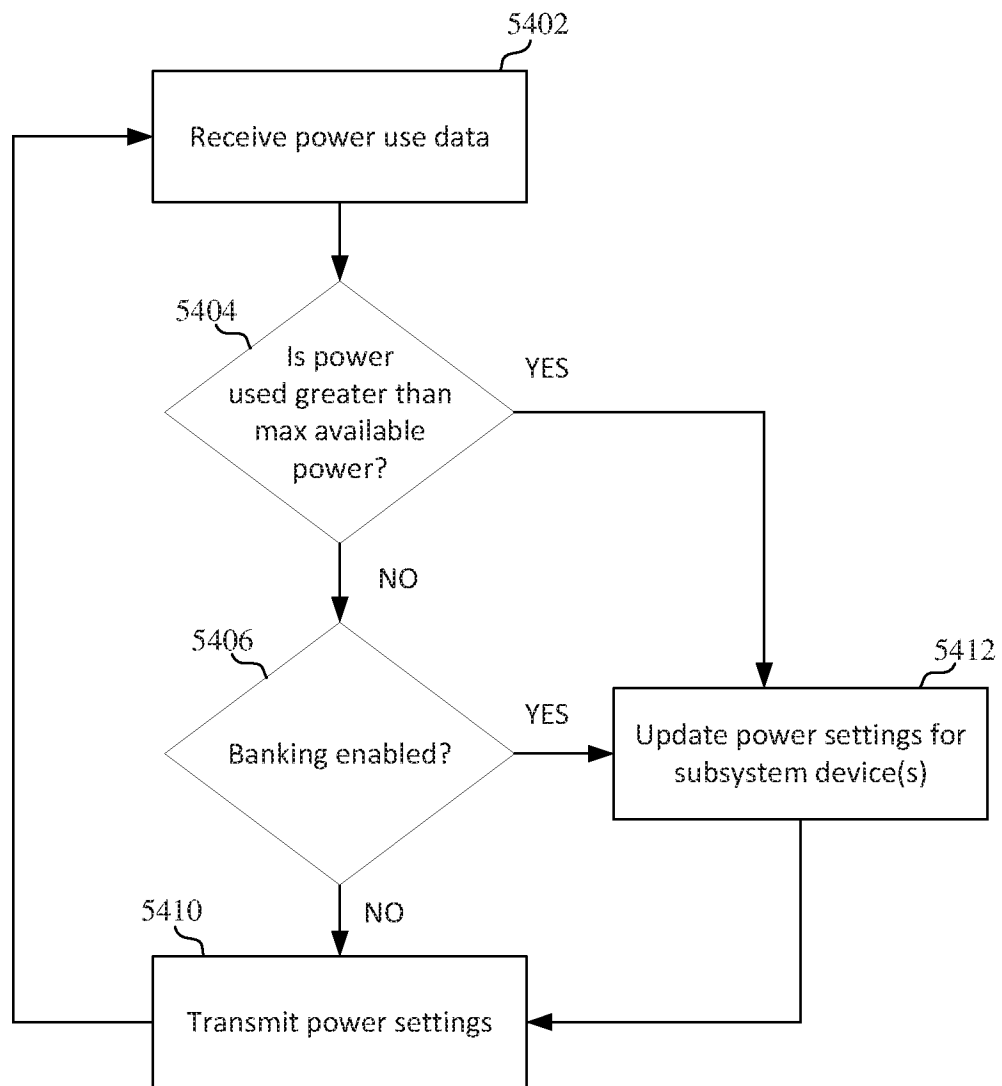 5402
Receive power use data
5404
Is power
used greater than
max available
power?
YES
NO
5406
Banking enabled?
YES
5412
Update power settings for
subsystem device(s)
NO
5410
Transmit power settings